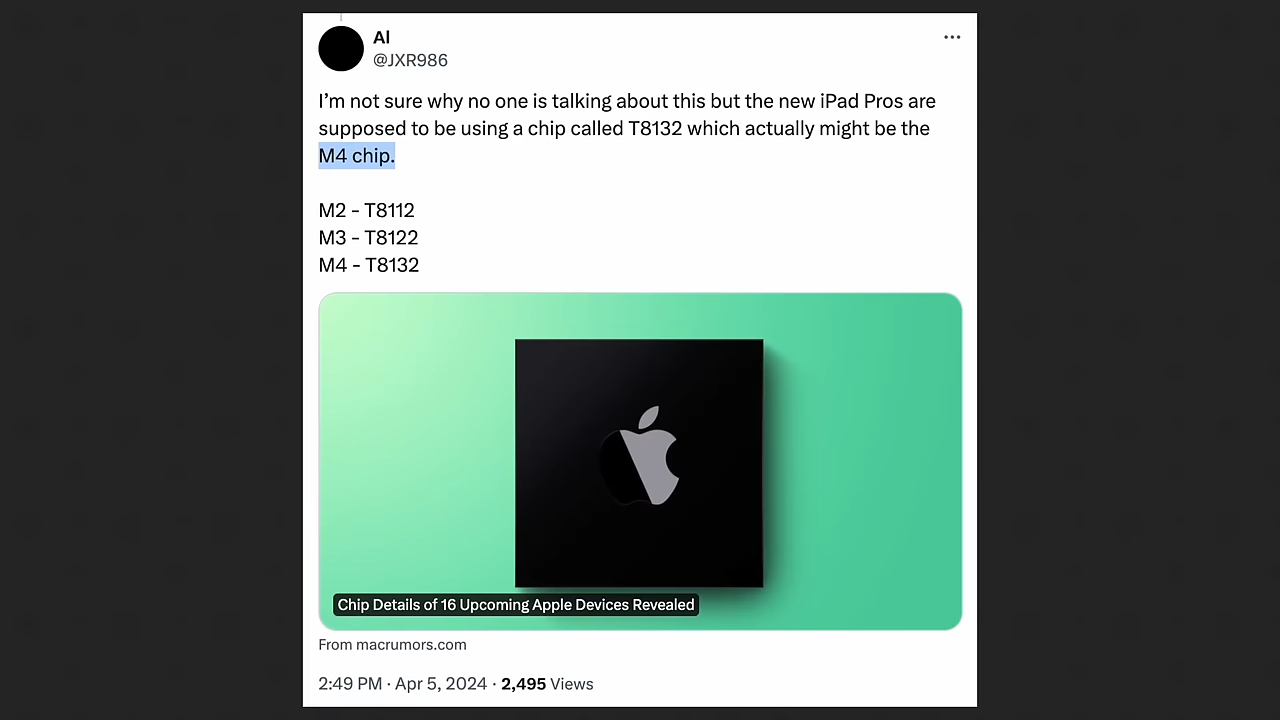 Al
@JXR986
I’m not sure why no one is talking about this but the new iPad Pros are
supposed to be using a chip called T8132 which actually might be the
M4 chip.
M2 - T8112
M3 - T8122
M4 - T8132
Chip Details of 16 Upcoming Apple Devices Revealed
From macrumors.com
2:49 PM · Apr 5, 2024 · 2,495 Views